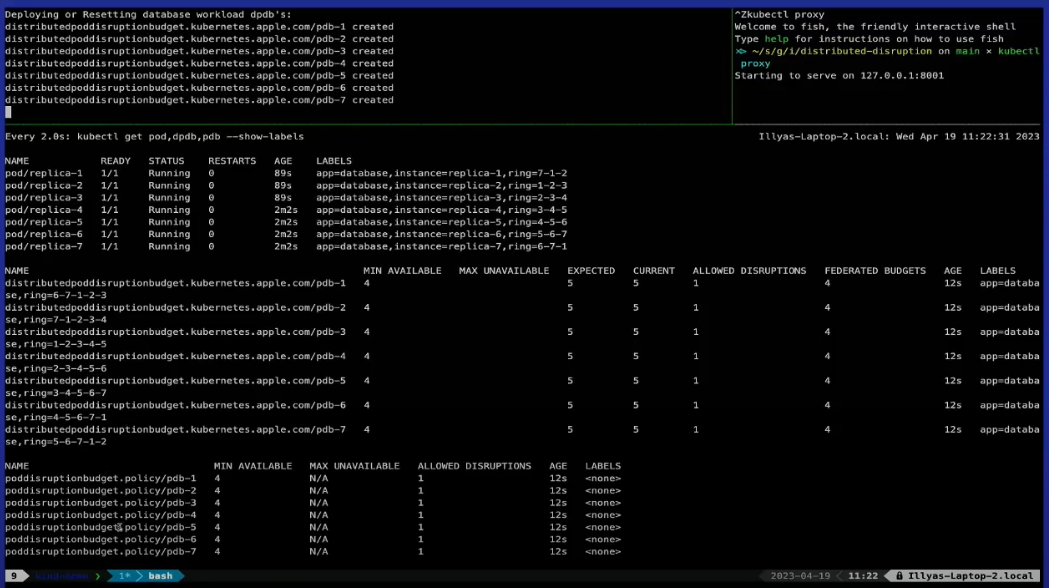 Deploying or Resetting database workload dpdb's:
distributedpoddisruptionbudget.kubernetes.apple.com/pdb-1 created
distributedpoddisruptionbudget.kubernetes.apple.com/pdb-2 created
distributedpoddisruptionbudget.kubernetes.apple.com/pdb-3 created
distributedpoddisruptionbudget.kubernetes.apple.com/pdb-4 created
distributedpoddisruptionbudget.kubernetes.apple.com/pdb-5 created
distributedpoddisruptionbudget.kubernetes.apple.com/pdb-6 created
distributedpoddisruptionbudget.kubernetes.apple.com/pdb-7 created
^Zkubectl proxy
Welcome to fish, the friendly interactive shell
Type help for instructions on how to use fish
~/s/g/i/distributed-disruption on main × kubectl
proxy
Starting to serve on 127.0.0.1:8001
Every 2.0s: kubectl get pod,dpdb,pdb --show-labels Illyas-Laptop-2.local: Wed Apr 19 11:22:31 2023
NAME READY STATUS RESTARTS AGE LABELS
pod/replica-1 1/1 Running 0 89s app=database,instance=replica-1,ring=7-1-2
pod/replica-2 1/1 Running 0 89s app=database,instance=replica-2,ring=1-2-3
pod/replica-3 1/1 Running 0 89s app=database,instance=replica-3,ring=2-3-4
pod/replica-4 1/1 Running 0 2m2s app=database,instance=replica-4,ring=3-4-5
pod/replica-5 1/1 Running 0 2m2s app=database,instance=replica-5,ring=4-5-6
pod/replica-6 1/1 Running 0 2m2s app=database,instance=replica-6,ring=5-6-7
pod/replica-7 1/1 Running 0 2m2s app=database,instance=replica-7,ring=6-7-1
NAME MIN AVAILABLE MAX UNAVAILABLE EXPECTED CURRENT ALLOWED DISRUPTIONS FEDERATED BUDGETS AGE LABELS
distributedpoddisruptionbudget.kubernetes.apple.com/pdb-1 4 5 5 1 4 12s app=databa
se,ring=6-7-1-2-3
distributedpoddisruptionbudget.kubernetes.apple.com/pdb-2 4 5 5 1 4 12s app=databa
se,ring=7-1-2-3-4
distributedpoddisruptionbudget.kubernetes.apple.com/pdb-3 4 5 5 1 4 12s app=databa
se,ring=1-2-3-4-5
distributedpoddisruptionbudget.kubernetes.apple.com/pdb-4 4 5 5 1 4 12s app=databa
se,ring=2-3-4-5-6
distributedpoddisruptionbudget.kubernetes.apple.com/pdb-5 4 5 5 1 4 12s app=databa
se,ring=3-4-5-6-7
distributedpoddisruptionbudget.kubernetes.apple.com/pdb-6 4 5 5 1 4 12s app=databa
se,ring=4-5-6-7-1
distributedpoddisruptionbudget.kubernetes.apple.com/pdb-7 4 5 5 1 4 12s app=databa
se,ring=5-6-7-1-2
NAME MIN AVAILABLE MAX UNAVAILABLE ALLOWED DISRUPTIONS AGE LABELS
poddisruptionbudget.policy/pdb-1 4 N/A 1 12s <none>
poddisruptionbudget.policy/pdb-2 4 N/A 1 12s <none>
poddisruptionbudget.policy/pdb-3 4 N/A 1 12s <none>
poddisruptionbudget.policy/pdb-4 4 N/A 1 12s <none>
poddisruptionbudget.policy/pdb-5 4 N/A 1 12s <none>
poddisruptionbudget.policy/pdb-6 4 N/A 1 12s <none>
poddisruptionbudget.policy/pdb-7 4 N/A 1 12s <none>
9 1* bash 2023-04-19 11:22 Illyas-Laptop-2.local